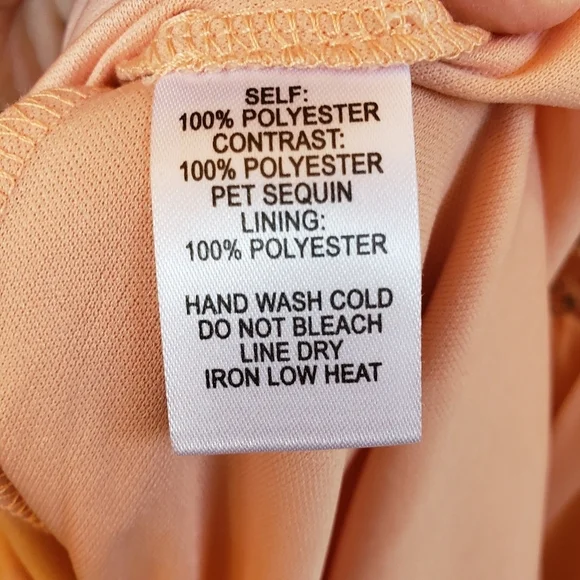 SELF:
100% POLYESTER
CONTRAST:
100% POLYESTER
PET SEQUIN
LINING:
100% POLYESTER
HAND WASH COLD
DO NOT BLEACH
LINE DRY
IRON LOW HEAT